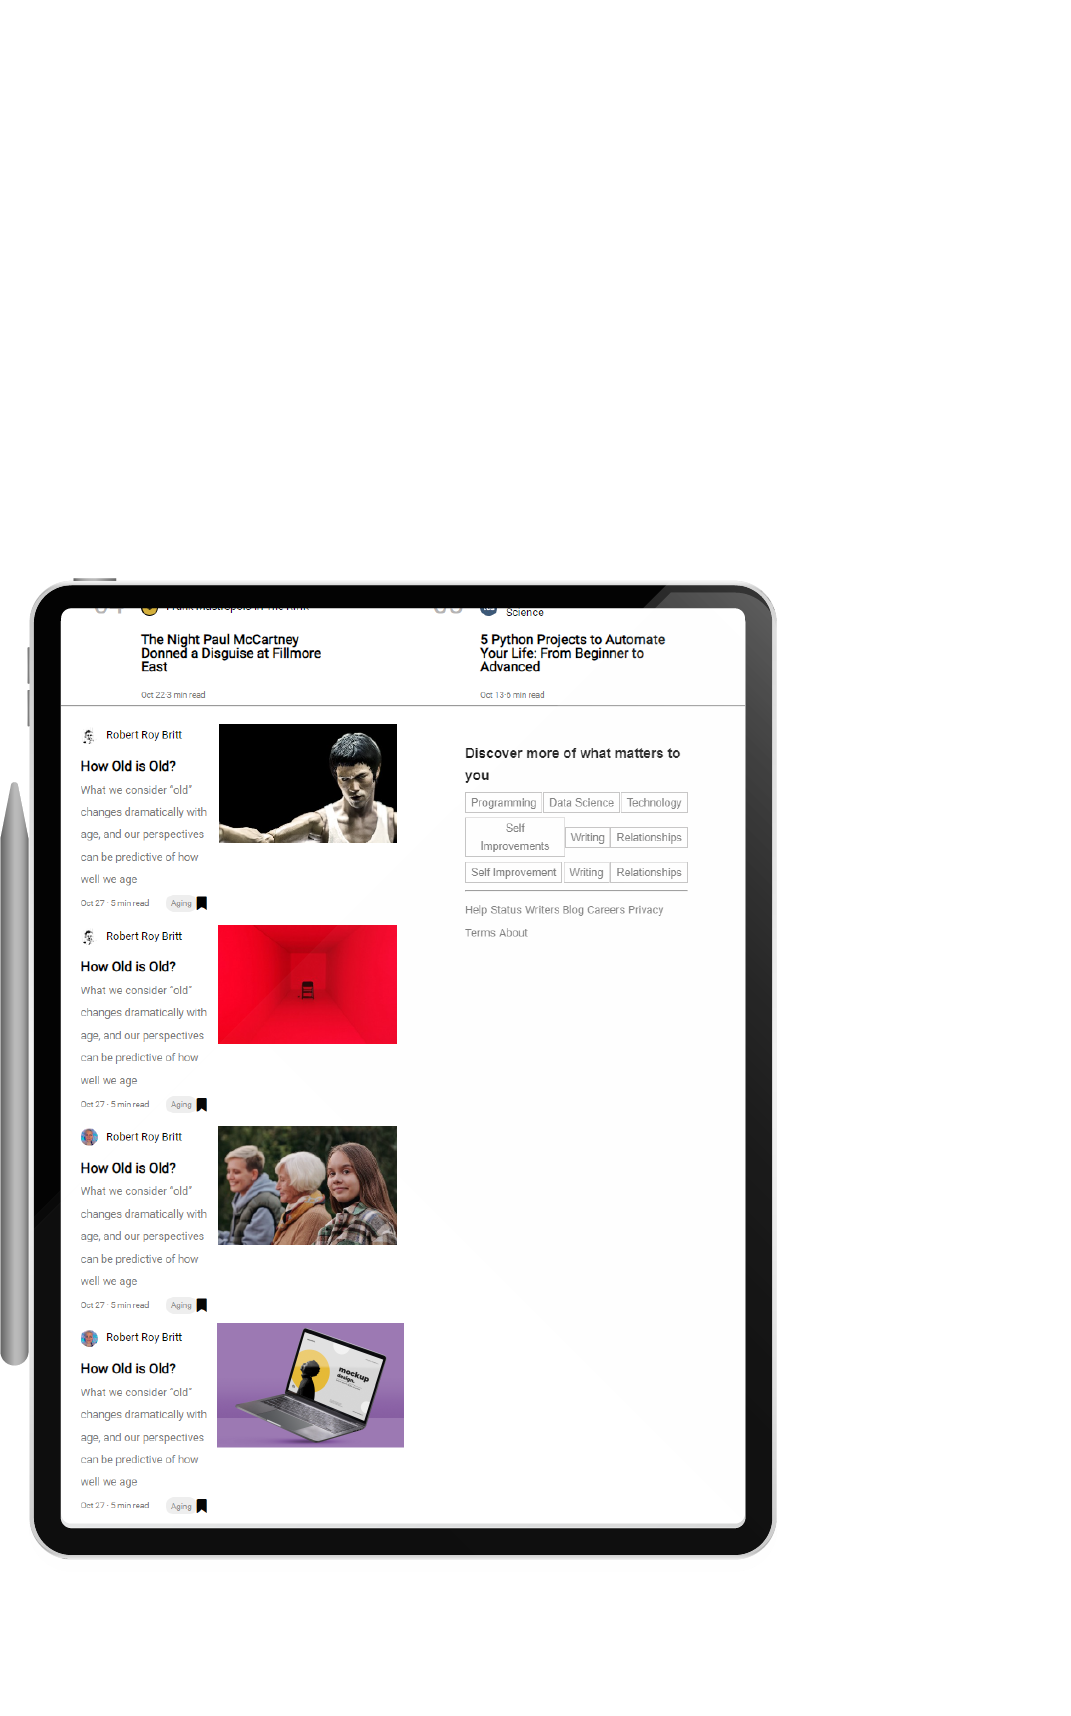 Science
The Night Paul McCartney
Donned a Disguise at Fillmore
East
Oct 22·3 min read
5 Python Projects to Automate
Your Life: From Beginner to
Advanced
Oct 13·6 min read
Robert Roy Britt
How Old is Old?
What we consider “old”
changes dramatically with
age, and our perspectives
can be predictive of how
well we age
Oct 27 · 5 min read Aging
Robert Roy Britt
How Old is Old?
What we consider “old”
changes dramatically with
age, and our perspectives
can be predictive of how
well we age
Oct 27 · 5 min read Aging
Robert Roy Britt
How Old is Old?
What we consider “old”
changes dramatically with
age, and our perspectives
can be predictive of how
well we age
Oct 27 · 5 min read Aging
Robert Roy Britt
How Old is Old?
What we consider “old”
changes dramatically with
age, and our perspectives
can be predictive of how
well we age
Oct 27 · 5 min read Aging
mockup
design.
Discover more of what matters to
you
Programming Data Science Technology
Self
Improvements Writing Relationships
Self Improvement Writing Relationships
Help Status Writers Blog Careers Privacy
Terms About